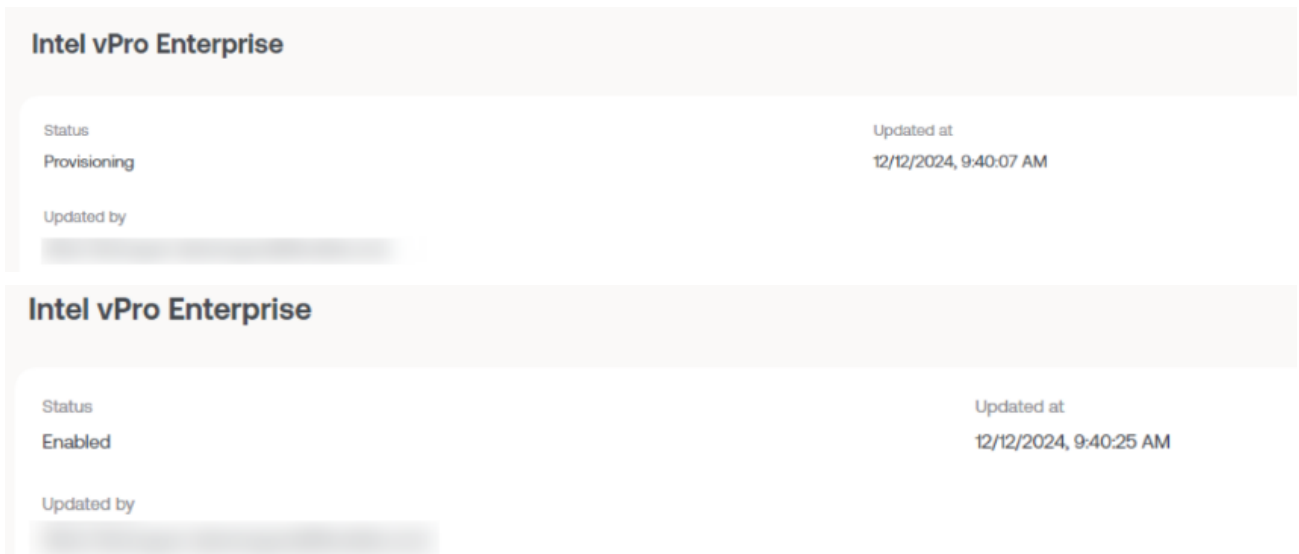 Intel vPro Enterprise
Status
Updated at
Provisioning
12/12/2024, 9:40:07 AM
Updated by
Intel vPro Enterprise
Status
Updated at
Enabled
12/12/2024, 9:40:25 AM
Updated by